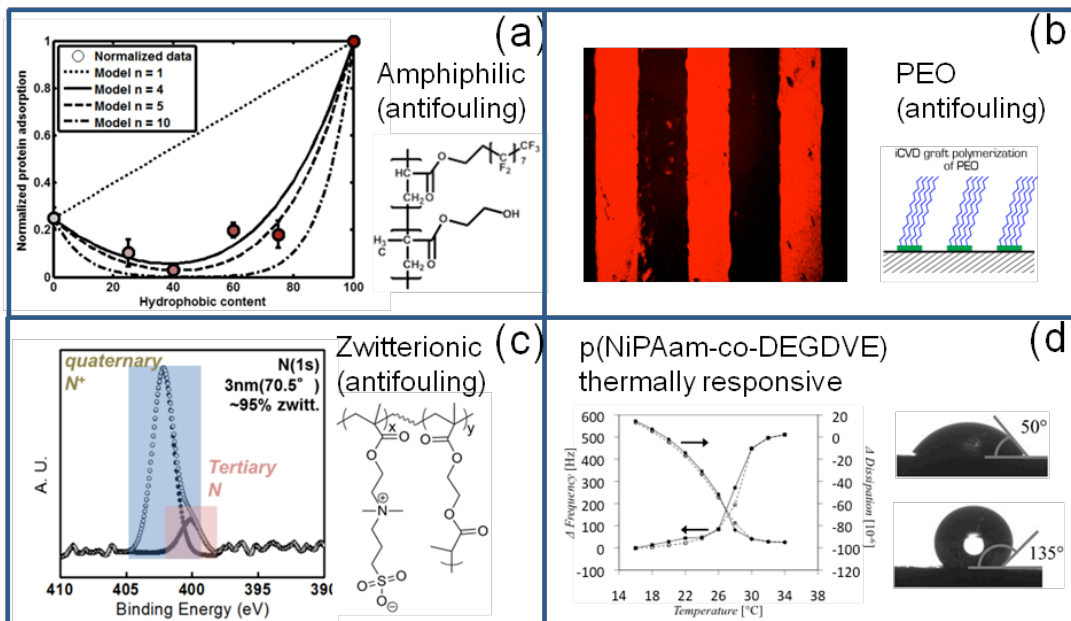 (a)
Normalized protein adsorption
1
0.8
0.6
0.4
0.2
0
Normalized data
Model n = 1
Model n = 4
Model n = 5
Model n = 10
0 20 40 60 80 100
Hydrophobic content
Amphiphilic
(antifouling)
CF3
7
C
F2
HC
O
O
CH2
OH
H3C
C
O
O
CH2
(b)
PEO
(antifouling)
iCVD graft polymerization
of PEO
(c)
quaternary
N+
N(1s)
3nm(70.5°)
~95% zwitt.
Tertiary
N
A. U.
410 405 400 395 390
Binding Energy (eV)
Zwitterionic
(antifouling)
x y
O O O O
N
⊕
O O
O S O
O
⊖
(d)
p(NiPAam-co-DEGDVE)
thermally responsive
Δ Frequency [Hz]
600
500
400
300
200
100
0
-100
20
0
-20
-40
-60
-80
-100
-120
Δ Dissipation [10⁻⁶]
14 18 22 26 30 34 38
Temperature [°C]
50°
135°